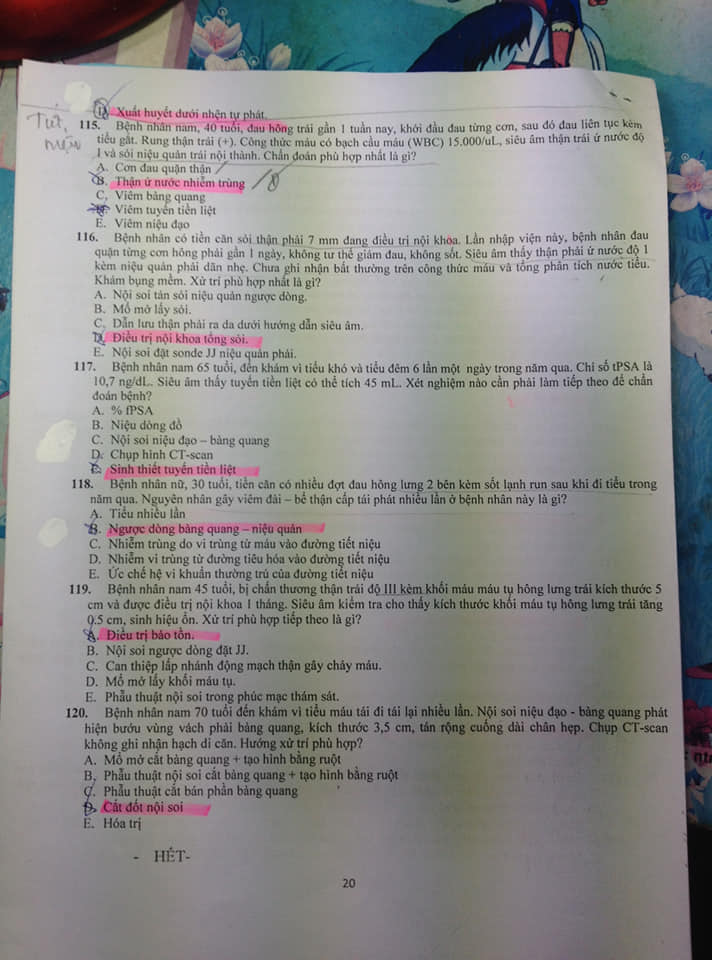 D. Xuất huyết dưới nhện tự phát.
115. Bệnh nhân nam, 40 tuổi, đau hông trái gần 1 tuần nay, khởi đầu đau từng cơn, sau đó đau liên tục kèm
tiểu gắt. Rung thận trái (+). Công thức máu có bạch cầu máu (WBC) 15.000/uL, siêu âm thận trái ứ nước độ
1 và sỏi niệu quản trái nội thành. Chẩn đoán phù hợp nhất là gì?
A. Cơn đau quặn thận
B. Thận ứ nước nhiễm trùng
C. Viêm bàng quang
D. Viêm tuyến tiền liệt
E. Viêm niệu đạo
116. Bệnh nhân có tiền căn sỏi thận phải 7 mm đang điều trị nội khoa. Lần nhập viện này, bệnh nhân đau
quặn từng cơn hông phải gần 1 ngày, không tư thế giảm đau, không sốt. Siêu âm thấy thận phải ứ nước độ 1
kèm niệu quản phải dãn nhẹ. Chưa ghi nhận bất thường trên công thức máu và tổng phân tích nước tiểu.
Khám bụng mềm. Xử trí phù hợp nhất là gì?
A. Nội soi tán sỏi niệu quản ngược dòng.
B. Mổ mở lấy sỏi.
C. Dẫn lưu thận phải ra da dưới hướng dẫn siêu âm.
D. Điều trị nội khoa tống sỏi.
E. Nội soi đặt sonde JJ niệu quản phải.
117. Bệnh nhân nam 65 tuổi, đến khám vì tiểu khó và tiểu đêm 6 lần một ngày trong năm qua. Chỉ số tPSA là
10,7 ng/dL. Siêu âm thấy tuyến tiền liệt có thể tích 45 mL. Xét nghiệm nào cần phải làm tiếp theo để chẩn
đoán bệnh?
A. % fPSA
B. Niệu dòng đồ
C. Nội soi niệu đạo – bàng quang
D. Chụp hình CT-scan
E. Sinh thiết tuyến tiền liệt
118. Bệnh nhân nữ, 30 tuổi, tiền căn có nhiều đợt đau hông lưng 2 bên kèm sốt lạnh run sau khi đi tiểu trong
năm qua. Nguyên nhân gây viêm đài – bể thận cấp tái phát nhiều lần ở bệnh nhân này là gì?
A. Tiểu nhiều lần
B. Ngược dòng bàng quang – niệu quản
C. Nhiễm trùng do vi trùng từ máu vào đường tiết niệu
D. Nhiễm vi trùng từ đường tiêu hóa vào đường tiết niệu
E. Ức chế hệ vi khuẩn thường trú của đường tiết niệu
119. Bệnh nhân nam 45 tuổi, bị chấn thương thận trái độ III kèm khối máu máu tụ hông lưng trái kích thước 5
cm và được điều trị nội khoa 1 tháng. Siêu âm kiểm tra cho thấy kích thước khối máu tụ hông lưng trái tăng
0.5 cm, sinh hiệu ổn. Xử trí phù hợp tiếp theo là gì?
A. Điều trị bảo tồn.
B. Nội soi ngược dòng đặt JJ.
C. Can thiệp lấp nhánh động mạch thận gây chảy máu.
D. Mổ mở lấy khối máu tụ.
E. Phẫu thuật nội soi trong phúc mạc thám sát.
120. Bệnh nhân nam 70 tuổi đến khám vì tiểu máu tái đi tái lại nhiều lần. Nội soi niệu đạo - bàng quang phát
hiện bướu vùng vách phải bàng quang, kích thước 3,5 cm, tán rộng cuống dài chân hẹp. Chụp CT-scan
không ghi nhận hạch di căn. Hướng xử trí phù hợp?
A. Mổ mở cắt bàng quang + tạo hình bằng ruột
B. Phẫu thuật nội soi cắt bàng quang + tạo hình bằng ruột
C. Phẫu thuật cắt bán phần bàng quang
D. Cắt đốt nội soi
E. Hóa trị
- HẾT-
20